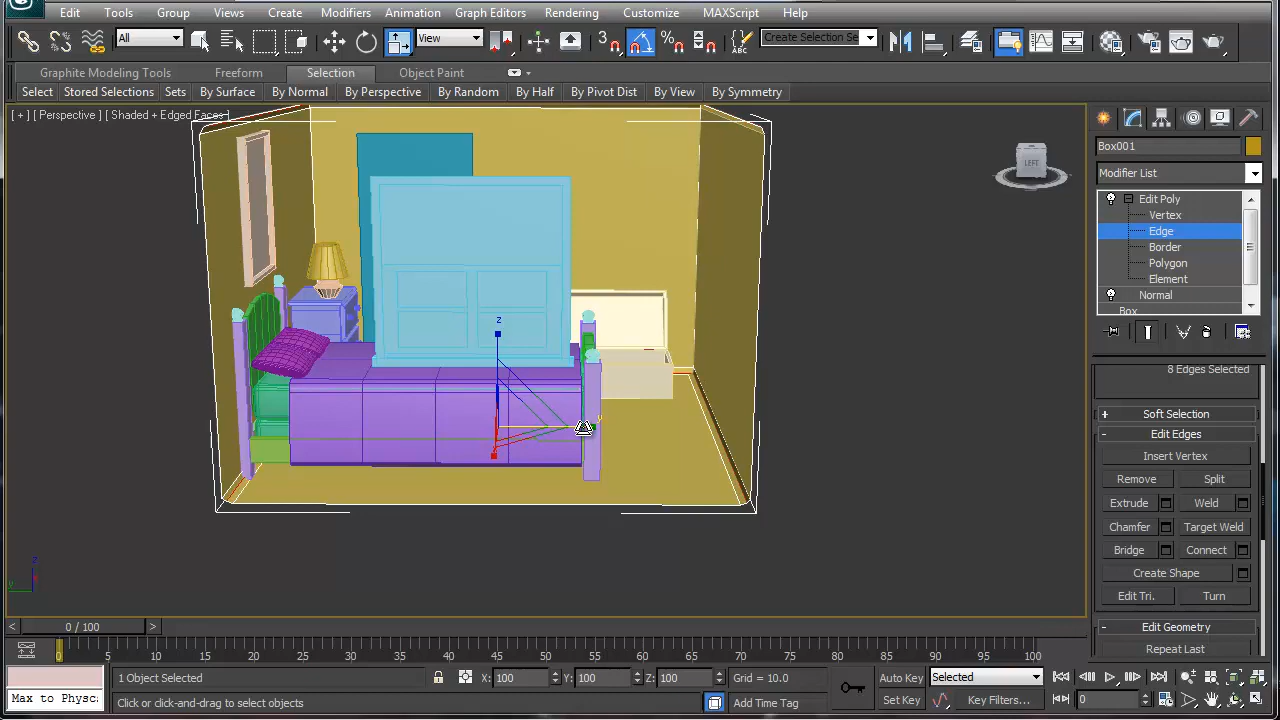 Edit Tools Group Views Create Modifiers Animation Graph Editors Rendering Customize MAXScript Help
All View 3 Create Selection Se
Graphite Modeling Tools Freeform Selection Object Paint
Select Stored Selections Sets By Surface By Normal By Perspective By Random By Half By Pivot Dist By View By Symmetry
[ + ] [ Perspective ] [ Shaded + Edged Faces ]
LEFT
Box001
Modifier List
Edit Poly
Vertex
Edge
Border
Polygon
Element
Normal
Box
8 Edges Selected
+ Soft Selection
- Edit Edges
Insert Vertex
Remove Split
Extrude Weld
Chamfer Target Weld
Bridge Connect
Create Shape
Edit Tri. Turn
- Edit Geometry
Repeat Last
z
z
y
< 0 / 100 >
0 5 10 15 20 25 30 35 40 45 50 55 60 65 70 75 80 85 90 95 100
1 Object Selected X: 100 Y: 100 Z: 100 Grid = 10.0 Auto Key Selected
Max to Physc: Click or click-and-drag to select objects Add Time Tag Set Key Key Filters... 0